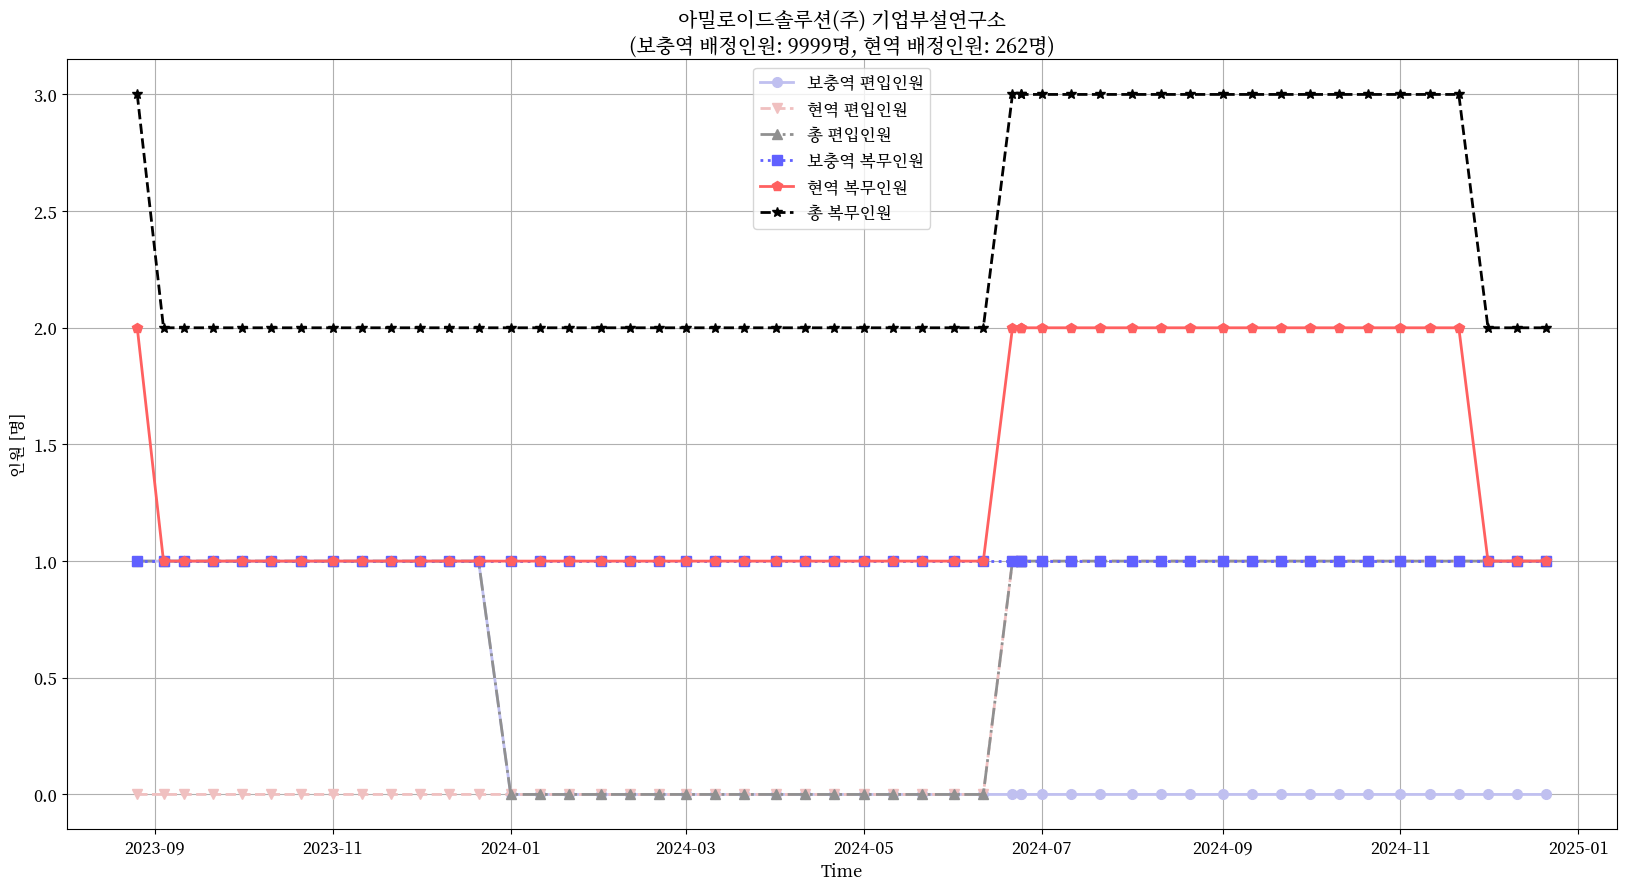 아밀로이드솔루션(주) 기업부설연구소
(보충역 배정인원: 9999명, 현역 배정인원: 262명)
보충역 편입인원
현역 편입인원
총 편입인원
보충역 복무인원
현역 복무인원
총 복무인원
인원 [명]
3.0
2.5
2.0
1.5
1.0
0.5
0.0
2023-09
2023-11
2024-01
2024-03
2024-05
2024-07
2024-09
2024-11
2025-01
Time